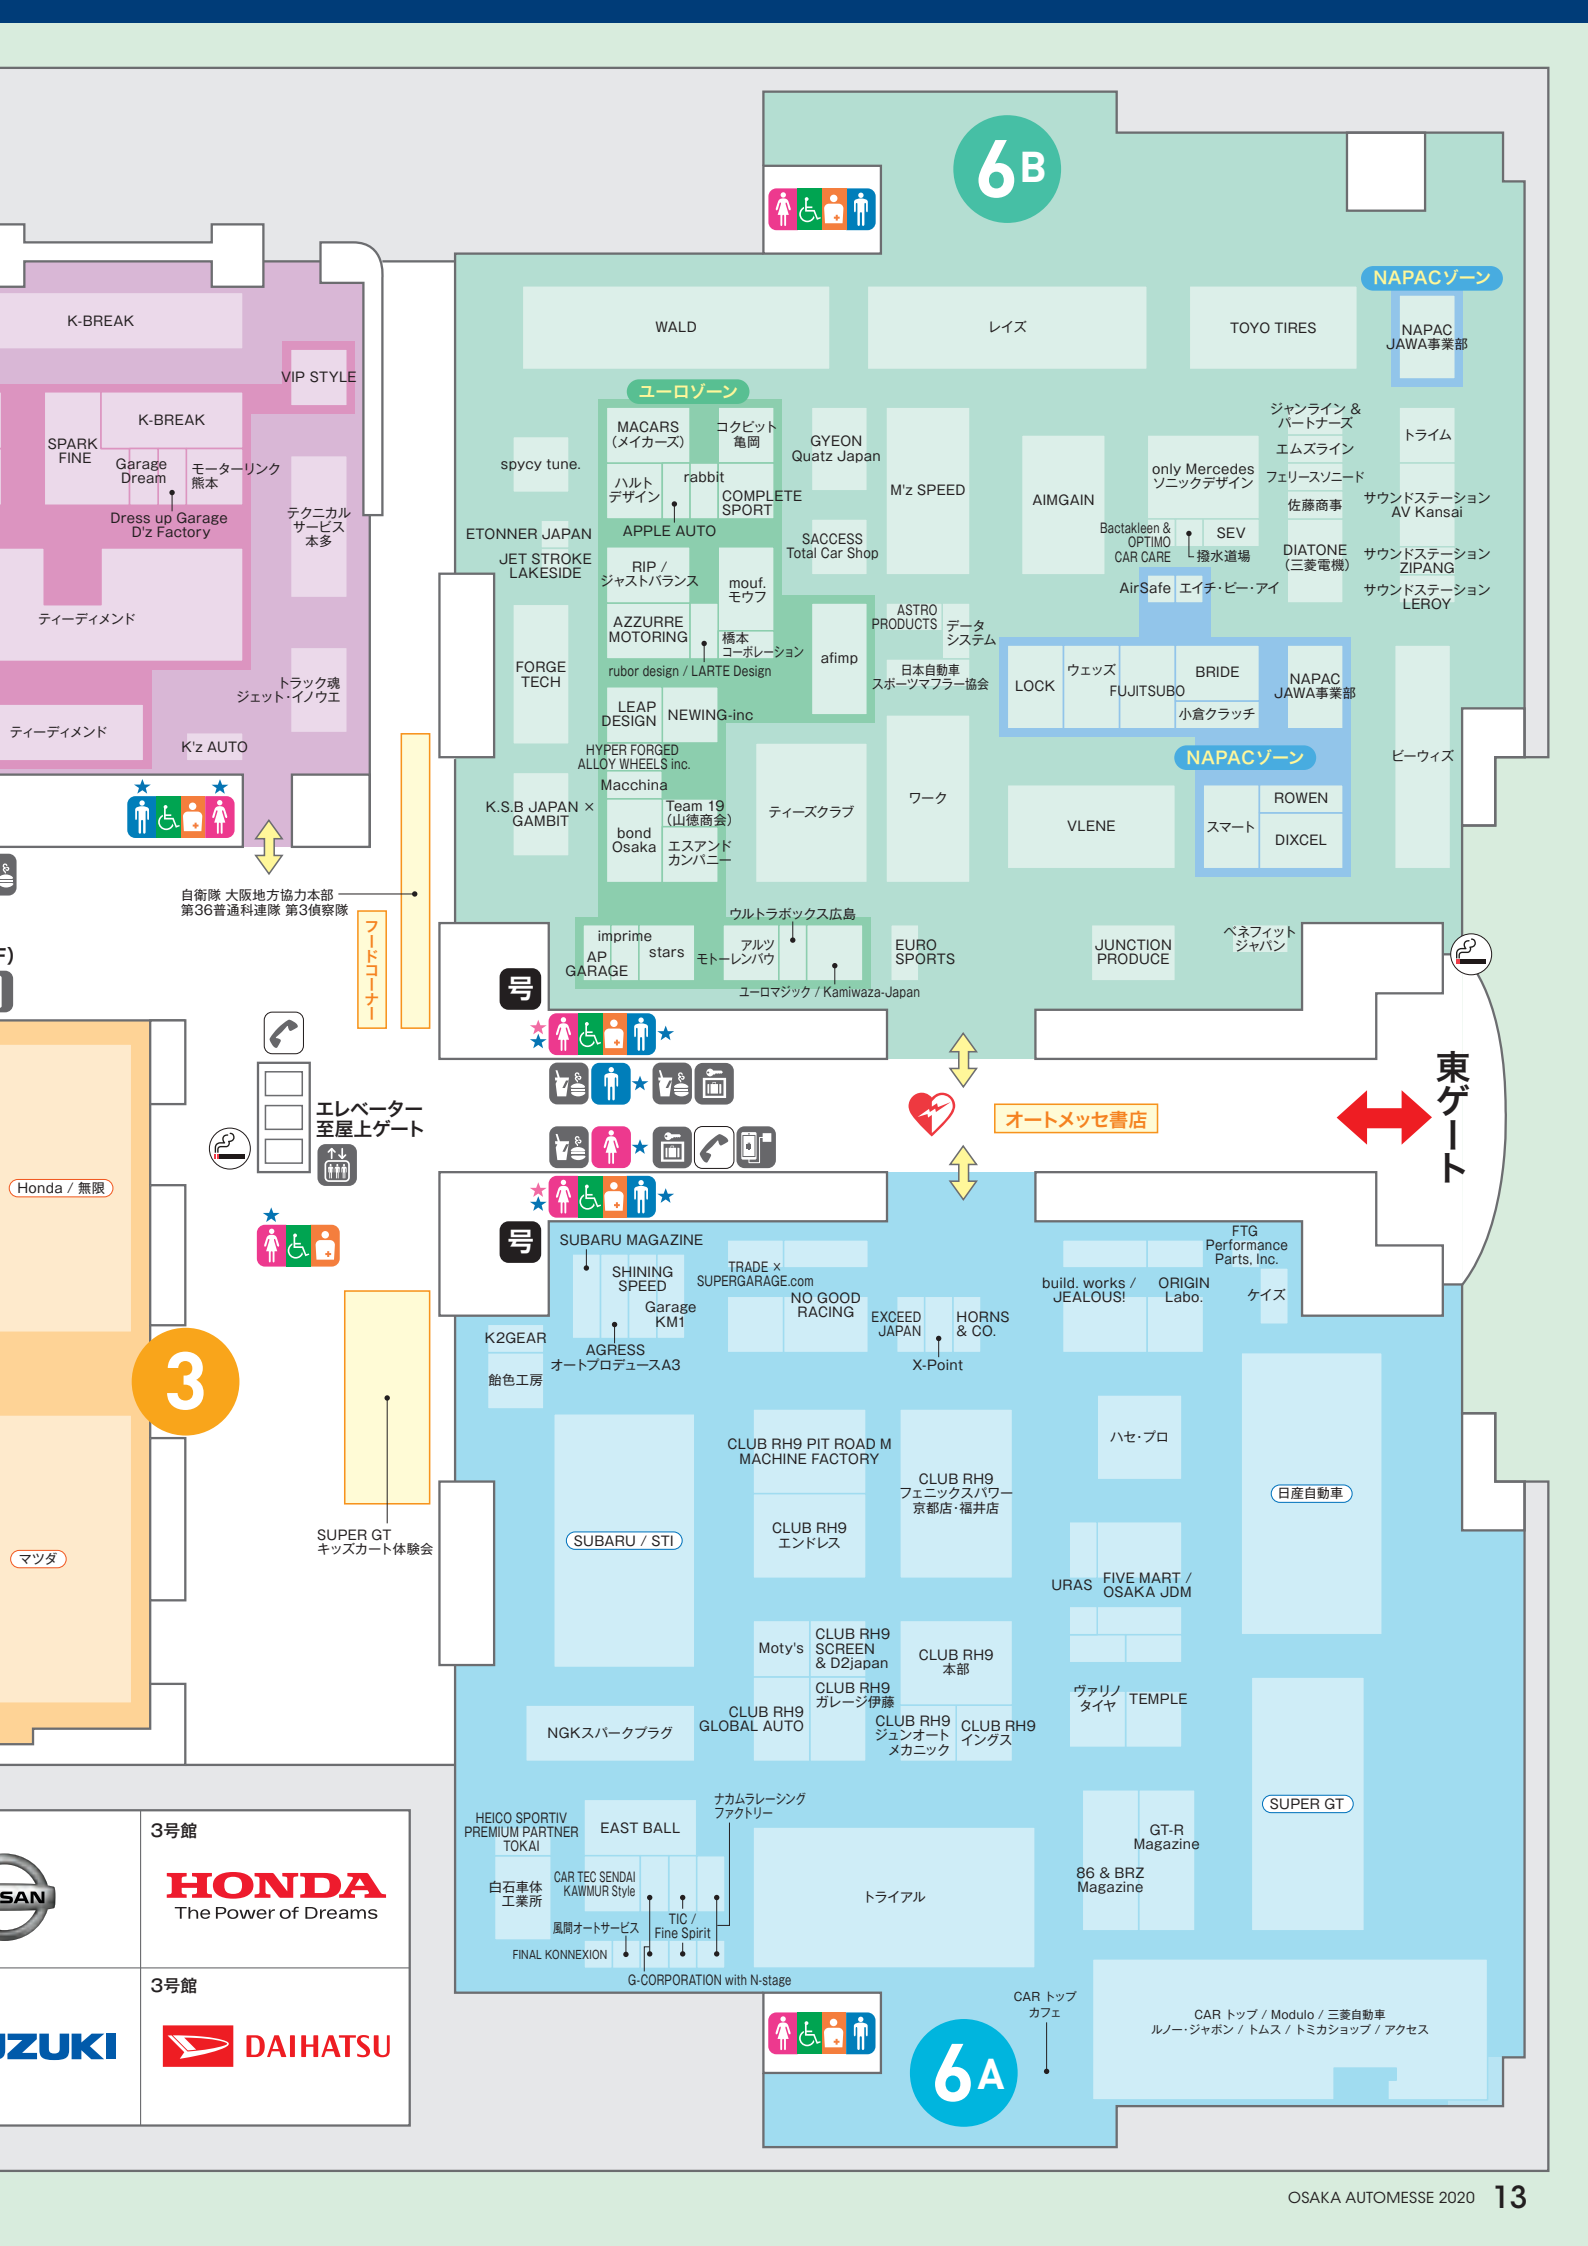 6B
NAPACゾーン
NAPAC
JAWA事業部
WALD
レイズ
TOYO TIRES
K-BREAK
VIP STYLE
K-BREAK
SPARK
FINE
Garage
Dream
モーターリンク
熊本
Dress up Garage
D'z Factory
テクニカル
サービス
本多
ティーディメンド
トラック魂
ジェット・イノウエ
ティーディメンド
K'z AUTO
ユーロゾーン
MACARS
(メイカーズ)
コクピット
亀岡
ハルト
デザイン
rabbit
COMPLETE
SPORT
APPLE AUTO
spycy tune.
ETONNER JAPAN
JET STROKE
LAKESIDE
RIP /
ジャストバランス
mouf.
モウフ
AZZURRE
MOTORING
橋本
コーポレーション
rubor design / LARTE Design
FORGE
TECH
LEAP
DESIGN
NEWING-inc
HYPER FORGED
ALLOY WHEELS inc.
Macchina
Team 19
(山徳商会)
bond
Osaka
エスアンド
カンパニー
K.S.B JAPAN ×
GAMBIT
GYEON
Quatz Japan
SACCESS
Total Car Shop
M'z SPEED
AIMGAIN
only Mercedes
ソニックデザイン
Bactakleen &
OPTIMO
CAR CARE
撥水道場
SEV
ジャンライン &
パートナーズ
エムズライン
フェリースソニード
佐藤商事
DIATONE
(三菱電機)
トライム
サウンドステーション
AV Kansai
サウンドステーション
ZIPANG
サウンドステーション
LEROY
AirSafe
エイチ・ピー・アイ
afimp
ASTRO
PRODUCTS
データ
システム
日本自動車
スポーツマフラー協会
LOCK
ウェッズ
FUJITSUBO
BRIDE
小倉クラッチ
NAPAC
JAWA事業部
NAPACゾーン
ROWEN
スマート
DIXCEL
ビーウィズ
ティーズクラブ
ワーク
VLENE
imprime
AP
GARAGE
stars
ウルトラボックス広島
アルツ
モトーレンバウ
ユーロマジック / Kamiwaza-Japan
EURO
SPORTS
JUNCTION
PRODUCE
ベネフィット
ジャパン
自衛隊 大阪地方協力本部
第36普通科連隊 第3偵察隊
フードコーナー
F)
号
エレベーター
至屋上ゲート
オートメッセ書店
東ゲート
号
Honda / 無限
3
マツダ
SUPER GT
キッズカート体験会
SUBARU MAGAZINE
SHINING
SPEED
Garage
KM1
AGRESS
オートプロデュースA3
K2GEAR
飴色工房
TRADE ×
SUPERGARAGE.com
NO GOOD
RACING
EXCEED
JAPAN
HORNS
& CO.
X-Point
build. works /
JEALOUS!
ORIGIN
Labo.
FTG
Performance
Parts, Inc.
ケイズ
SUBARU / STI
CLUB RH9 PIT ROAD M
MACHINE FACTORY
CLUB RH9
エンドレス
CLUB RH9
フェニックスパワー
京都店・福井店
ハセ・プロ
日産自動車
URAS
FIVE MART /
OSAKA JDM
Moty's
CLUB RH9
SCREEN
& D2japan
CLUB RH9
GLOBAL AUTO
CLUB RH9
ガレージ伊藤
CLUB RH9
本部
CLUB RH9
ジュンオート
メカニック
CLUB RH9
イングス
ヴァリノ
タイヤ
TEMPLE
NGKスパークプラグ
SUPER GT
GT-R
Magazine
86 & BRZ
Magazine
HEICO SPORTIV
PREMIUM PARTNER
TOKAI
白石車体
工業所
EAST BALL
ナカムラレーシング
ファクトリー
CAR TEC SENDAI
KAWMUR Style
TIC /
Fine Spirit
風間オートサービス
FINAL KONNEXION
G-CORPORATION with N-stage
トライアル
CAR トップ
カフェ
CAR トップ / Modulo / 三菱自動車
ルノー・ジャポン / トムス / トミカショップ / アクセス
6A
SAN
3号館
HONDA
The Power of Dreams
UZUKI
3号館
DAIHATSU
OSAKA AUTOMESSE 2020 13